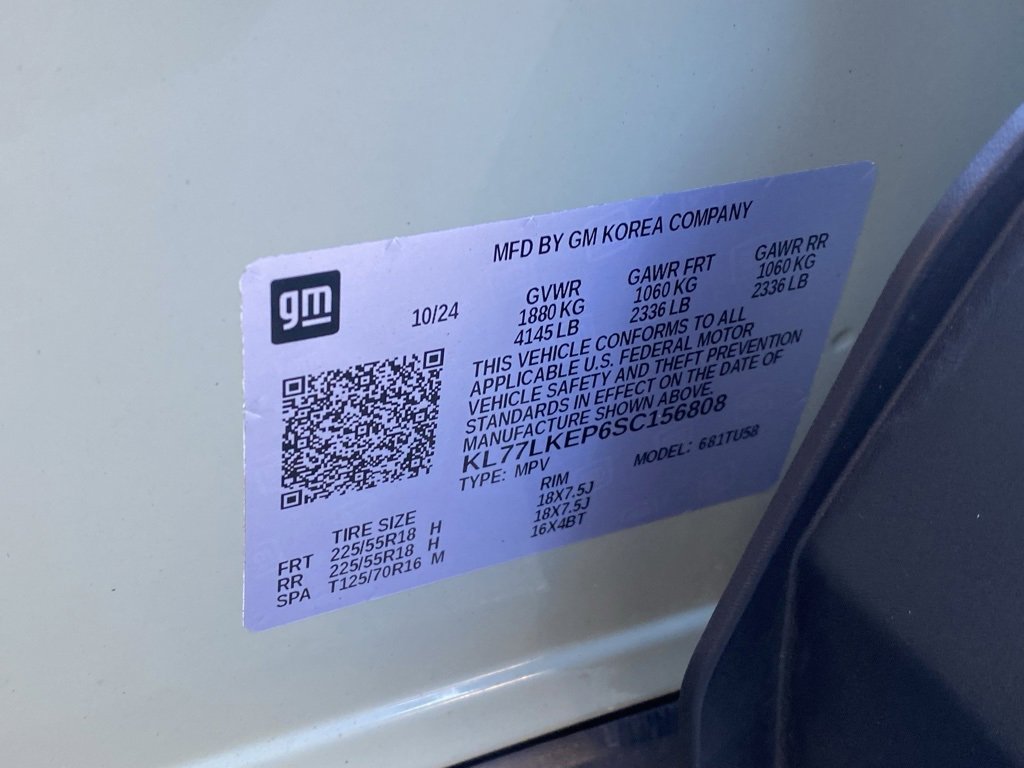 MFD BY GM KOREA COMPANY
gm
10/24
GVWR GAWR FRT GAWR RR
1880 KG 1060 KG 1060 KG
4145 LB 2336 LB 2336 LB
THIS VEHICLE CONFORMS TO ALL
APPLICABLE U.S. FEDERAL MOTOR
VEHICLE SAFETY AND THEFT PREVENTION
STANDARDS IN EFFECT ON THE DATE OF
MANUFACTURE SHOWN ABOVE.
KL77LKEP6SC156808
TYPE: MPV MODEL: 681TU58
TIRE SIZE RIM
FRT 225/55R18 H 18X7.5J
RR 225/55R18 H 18X7.5J
SPA T125/70R16 M 16X4BT